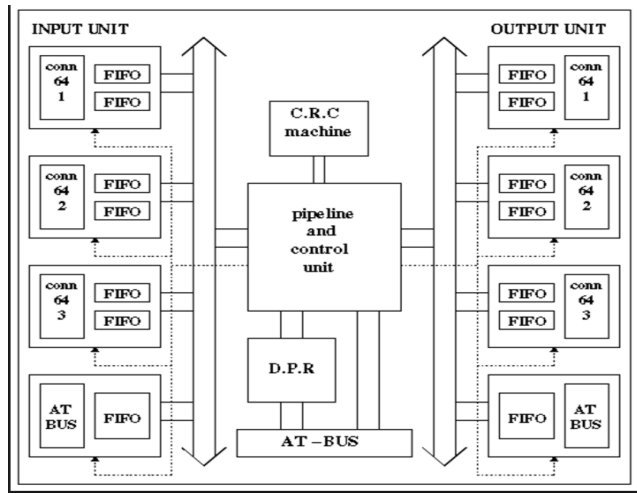 INPUT UNIT
conn
64
1
FIFO
FIFO
conn
64
2
FIFO
FIFO
conn
64
3
FIFO
FIFO
AT
BUS
FIFO
C.R.C
machine
pipeline
and
control
unit
D.P.R
AT-BUS
OUTPUT UNIT
FIFO
FIFO
conn
64
1
FIFO
FIFO
conn
64
2
FIFO
FIFO
conn
64
3
FIFO
AT
BUS